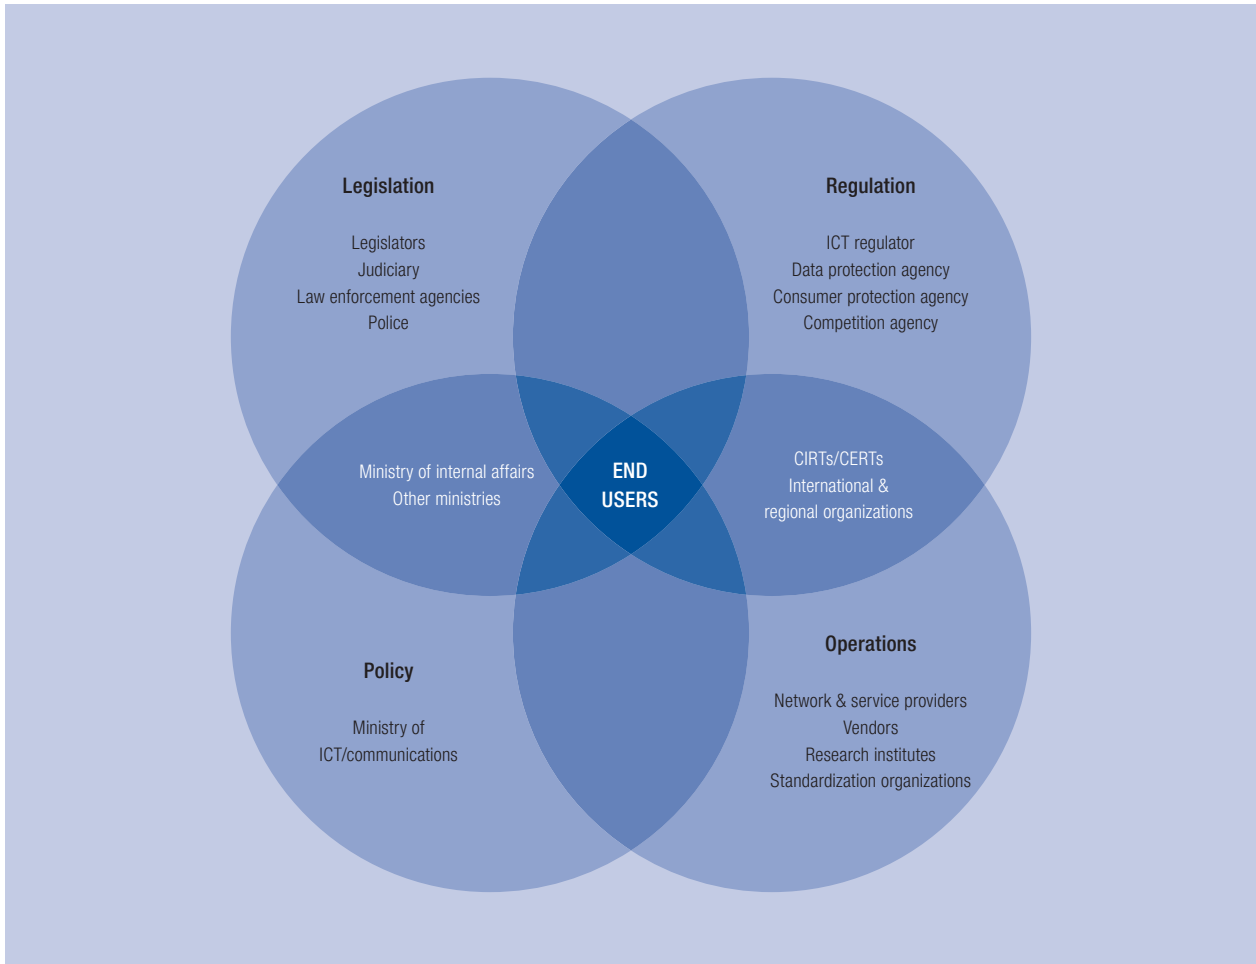 Legislation
Legislators
Judiciary
Law enforcement agencies
Police
Regulation
ICT regulator
Data protection agency
Consumer protection agency
Competition agency
Ministry of internal affairs
Other ministries
END
USERS
CIRTs/CERTs
International &
regional organizations
Policy
Ministry of
ICT/communications
Operations
Network & service providers
Vendors
Research institutes
Standardization organizations